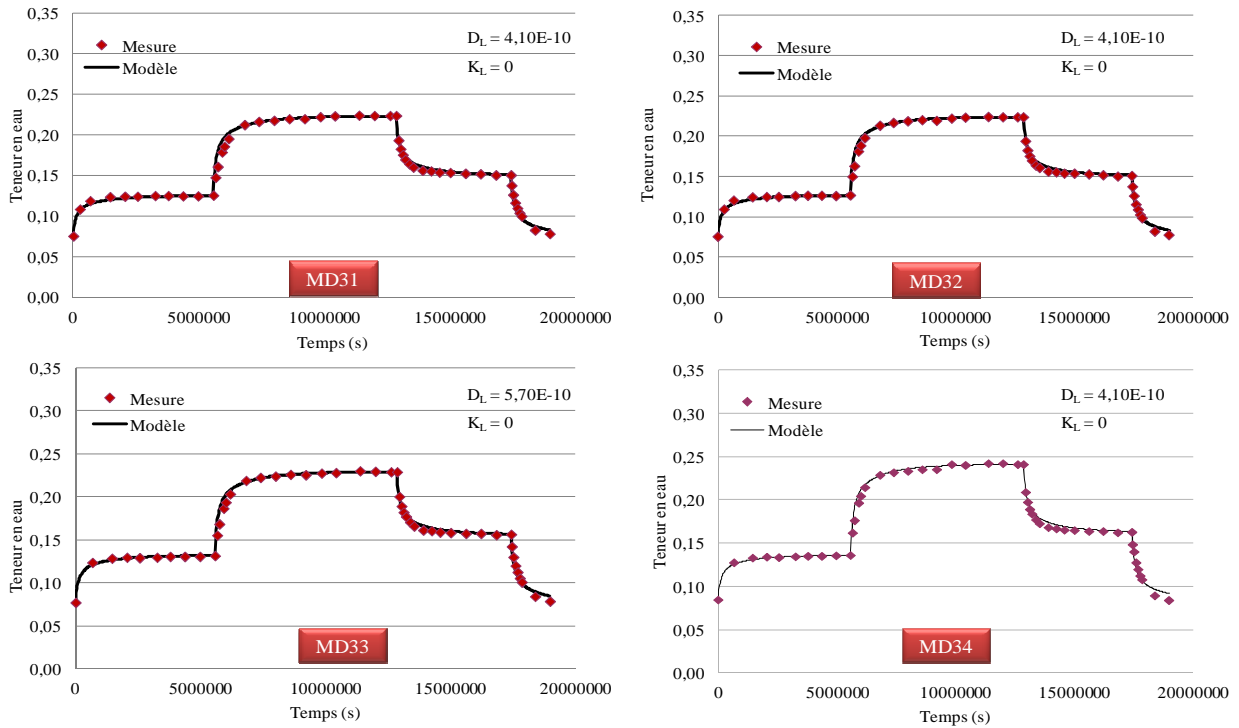 0,35
0,30
0,25
0,20
0,15
0,10
0,05
0,00
Teneur en eau
Mesure
Modèle
D_L = 4,10E-10
K_L = 0
MD31
0 5000000 10000000 15000000 20000000
Temps (s)
0,35
0,30
0,25
0,20
0,15
0,10
0,05
0,00
Teneur en eau
Mesure
Modèle
D_L = 4,10E-10
K_L = 0
MD32
0 5000000 10000000 15000000 20000000
Temps (s)
0,35
0,30
0,25
0,20
0,15
0,10
0,05
0,00
Teneur en eau
Mesure
Modèle
D_L = 5,70E-10
K_L = 0
MD33
0 5000000 10000000 15000000 20000000
Temps (s)
0,35
0,30
0,25
0,20
0,15
0,10
0,05
0,00
Teneur en eau
Mesure
Modèle
D_L = 4,10E-10
K_L = 0
MD34
0 5000000 10000000 15000000 20000000
Temps (s)